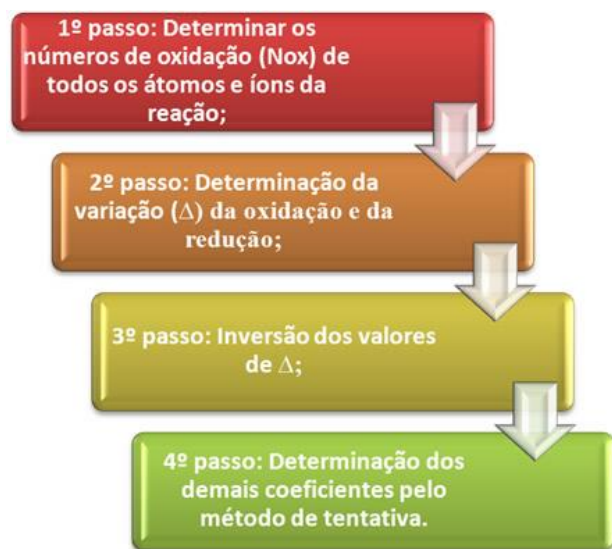 1º passo: Determinar os
números de oxidação (Nox) de
todos os átomos e íons da
reação;
2º passo: Determinação da
variação (∆) da oxidação e da
redução;
3º passo: Inversão dos valores
de ∆;
4º passo: Determinação dos
demais coeficientes pelo
método de tentativa.